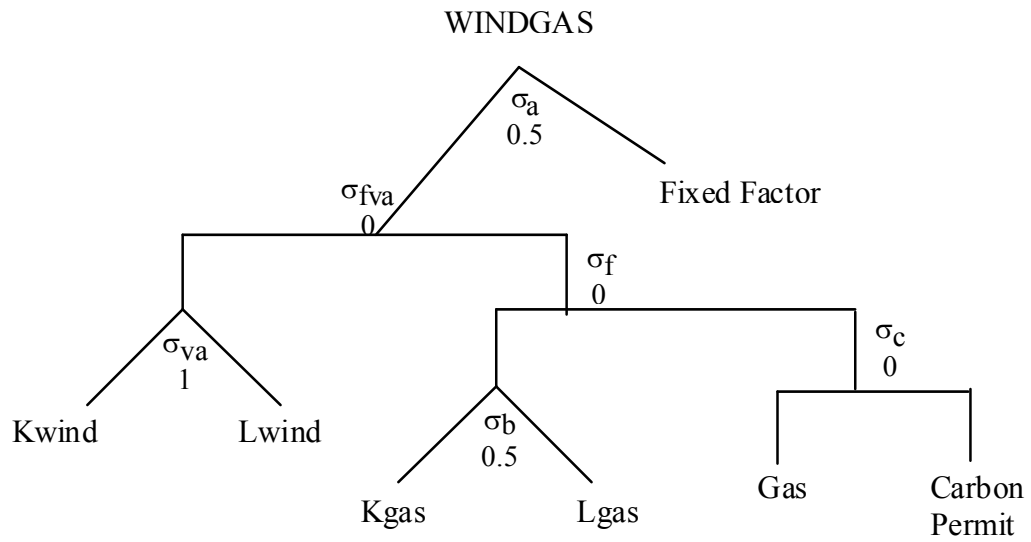 WINDGAS
σa
0.5
Fixed Factor
σfva
0
σf
0
σva
1
σc
0
Kwind
Lwind
σb
0.5
Kgas
Lgas
Gas
Carbon
Permit